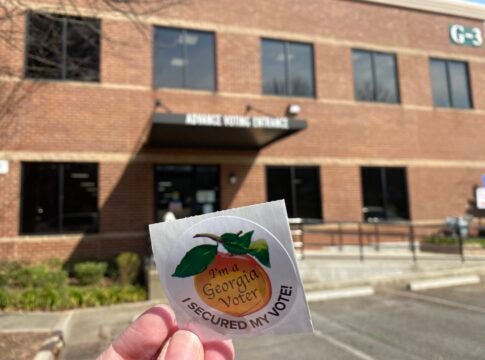 G-3
ADVANCE VOTING ENTRANCE
I'm a
Georgia
Voter
I SECURED MY VOTE!